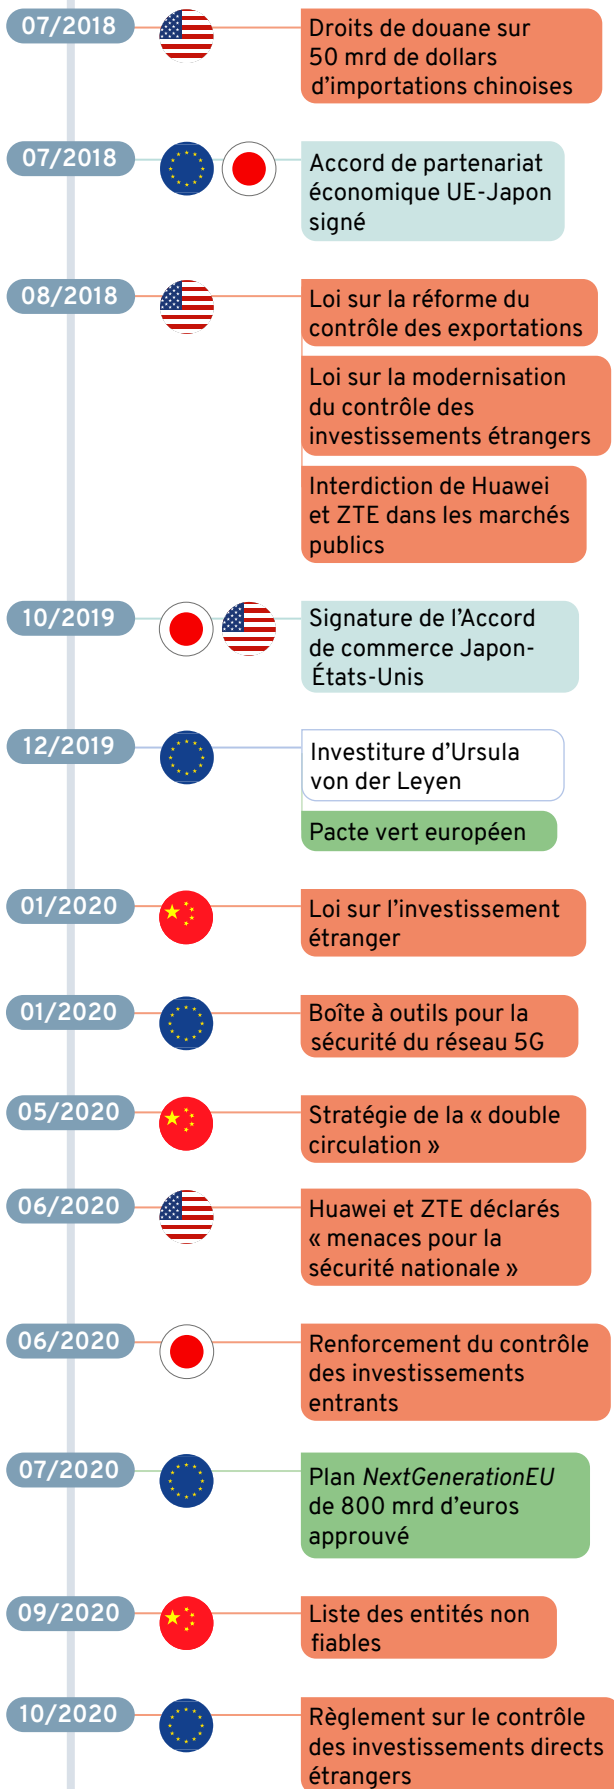 07/2018
Droits de douane sur
50 mrd de dollars
d’importations chinoises
07/2018
Accord de partenariat
économique UE-Japon
signé
08/2018
Loi sur la réforme du
contrôle des exportations
Loi sur la modernisation
du contrôle des
investissements étrangers
Interdiction de Huawei
et ZTE dans les marchés
publics
10/2019
Signature de l’Accord
de commerce Japon-
États-Unis
12/2019
Investiture d’Ursula
von der Leyen
Pacte vert européen
01/2020
Loi sur l’investissement
étranger
01/2020
Boîte à outils pour la
sécurité du réseau 5G
05/2020
Stratégie de la « double
circulation »
06/2020
Huawei et ZTE déclarés
« menaces pour la
sécurité nationale »
06/2020
Renforcement du contrôle
des investissements
entrants
07/2020
Plan NextGenerationEU
de 800 mrd d’euros
approuvé
09/2020
Liste des entités non
fiables
10/2020
Règlement sur le contrôle
des investissements directs
étrangers